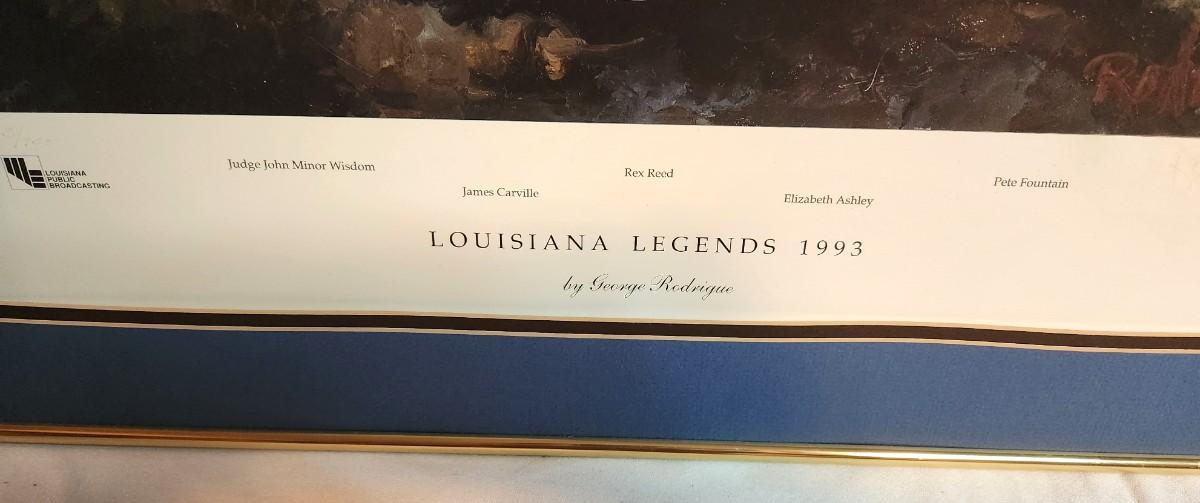 LOUISIANA
PUBLIC
BROADCASTING
Judge John Minor Wisdom
James Carville
Rex Reed
Elizabeth Ashley
Pete Fountain
LOUISIANA LEGENDS 1993
by George Rodrigue